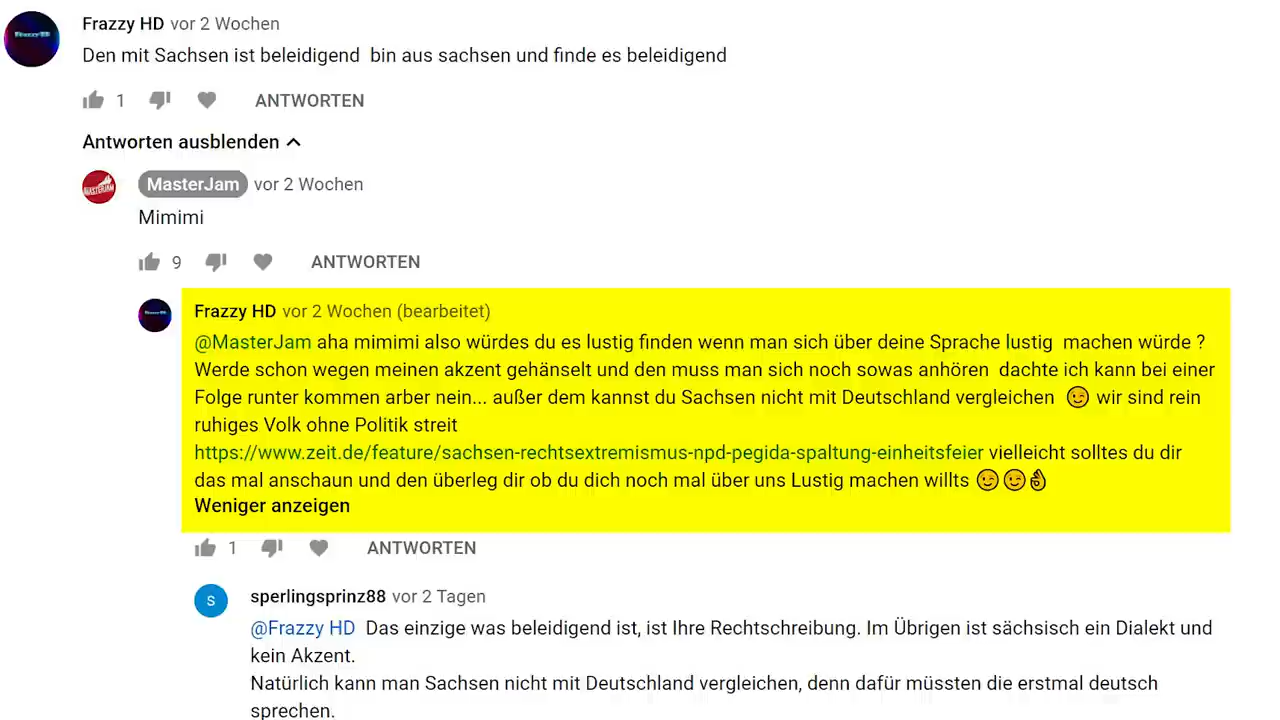 Frazzy HD vor 2 Wochen
Den mit Sachsen ist beleidigend  bin aus sachsen und finde es beleidigend
1 ANTWORTEN
Antworten ausblenden
MasterJam vor 2 Wochen
Mimimi
9 ANTWORTEN
Frazzy HD vor 2 Wochen (bearbeitet)
@MasterJam aha mimimi also würdes du es lustig finden wenn man sich über deine Sprache lustig  machen würde ?
Werde schon wegen meinen akzent gehänselt und den muss man sich noch sowas anhören  dachte ich kann bei einer
Folge runter kommen arber nein... außer dem kannst du Sachsen nicht mit Deutschland vergleichen 😉 wir sind rein
ruhiges Volk ohne Politik streit
https://www.zeit.de/feature/sachsen-rechtsextremismus-npd-pegida-spaltung-einheitsfeier vielleicht solltes du dir
das mal anschaun und den überleg dir ob du dich noch mal über uns Lustig machen willts 😉😉👌
Weniger anzeigen
1 ANTWORTEN
S
sperlingsprinz88 vor 2 Tagen
@Frazzy HD  Das einzige was beleidigend ist, ist Ihre Rechtschreibung. Im Übrigen ist sächsisch ein Dialekt und
kein Akzent.
Natürlich kann man Sachsen nicht mit Deutschland vergleichen, denn dafür müssten die erstmal deutsch
sprechen.